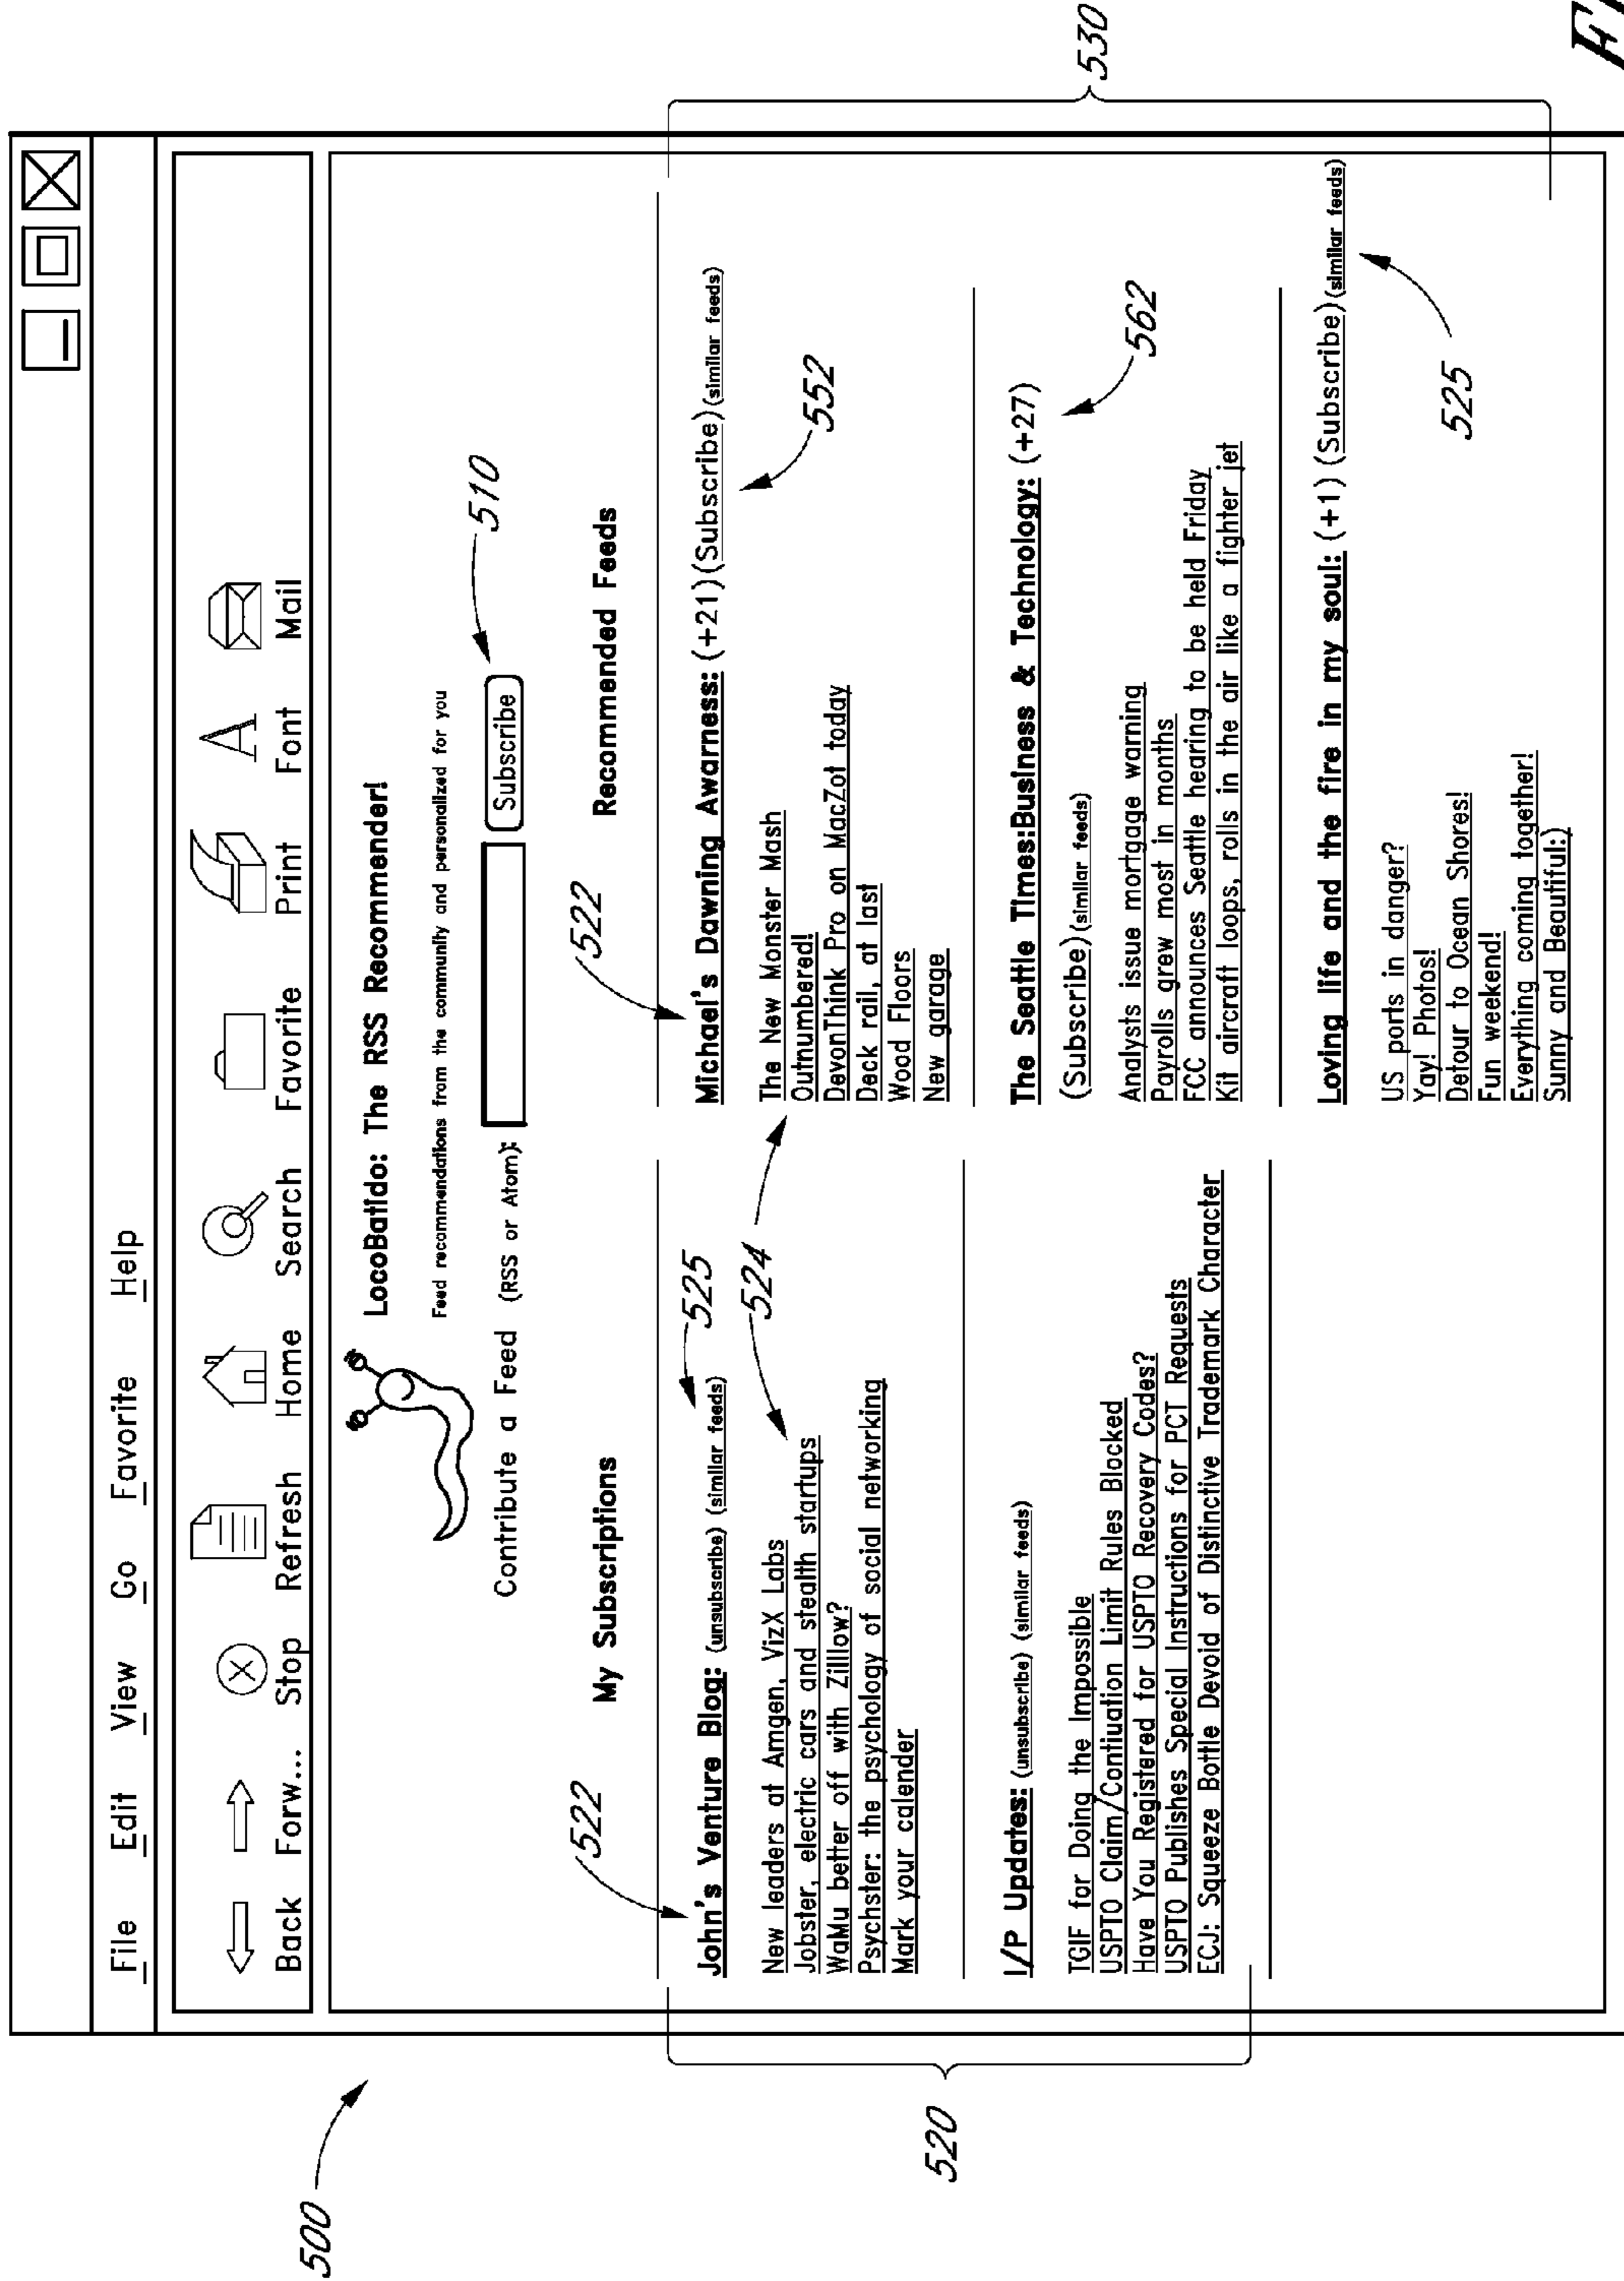 500
File Edit View Go Favorite Help
Back Forw... Stop Refresh Home Search Favorite Print Font Mail
LocoBatido: The RSS Recommender!
Feed recommendations from the community and personalized for you
Contribute a Feed (RSS or Atom): Subscribe
510
My Subscriptions
522
John's Venture Blog: (unsubscribe) (similar feeds)
525
New leaders at Amgen, VizX Labs
Jobster, electric cars and stealth startups
WaMu better off with Zilllow?
Psychster: the psychology of social networking
Mark your calender
524
I/P Updates: (unsubscribe) (similar feeds)
TGIF for Doing the Impossible
USPTO Claim/Contiuation Limit Rules Blocked
Have You Registered for USPTO Recovery Codes?
USPTO Publishes Special Instructions for PCT Requests
ECJ: Squeeze Bottle Devoid of Distinctive Trademark Character
520
Recommended Feeds
522
Michael's Dawning Awarness: (+21)(Subscribe)(similar feeds)
552
The New Monster Mash
Outnumbered!
DevonThink Pro on MacZot today
Deck rail, at last
Wood Floors
New garage
The Seattle Times:Business & Technology: (+27)
562
(Subscribe)(similar feeds)
Analysts issue mortgage warning
Payrolls grew most in months
FCC announces Seattle hearing to be held Friday
Kit aircraft loops, rolls in the air like a fighter jet
Loving life and the fire in my soul: (+1) (Subscribe)(similar feeds)
525
US ports in danger?
Yay! Photos!
Detour to Ocean Shores!
Fun weekend!
Everything coming together!
Sunny and Beautiful:)
530